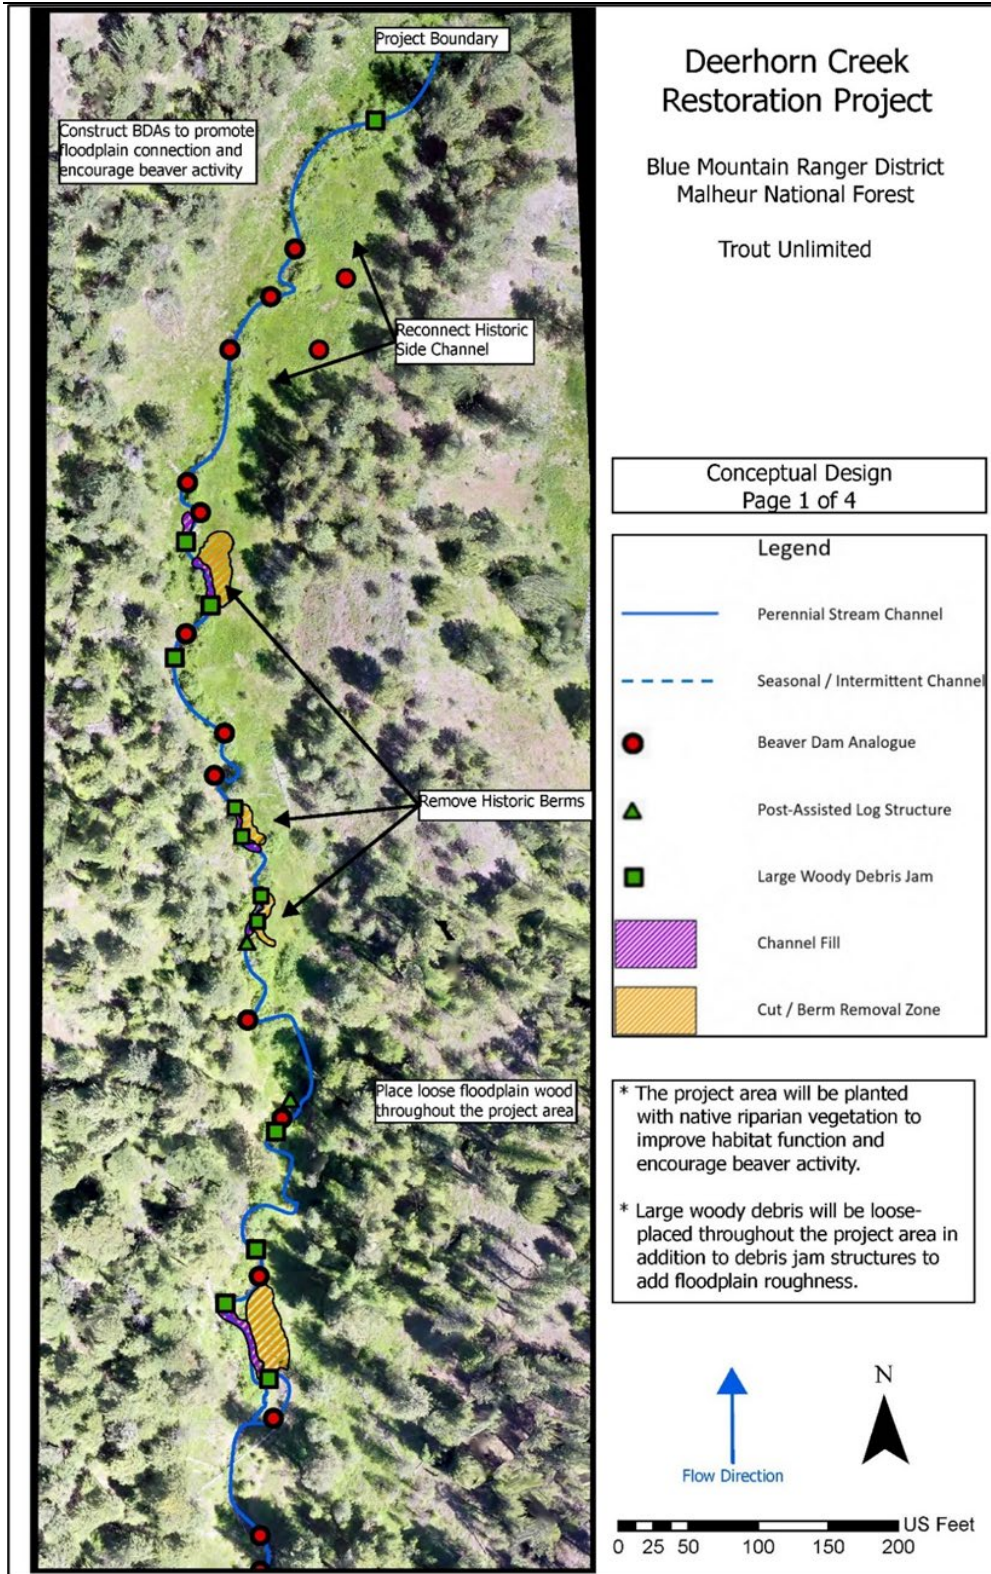 Project Boundary
Construct BDAs to promote
floodplain connection and
encourage beaver activity
Reconnect Historic
Side Channel
Remove Historic Berms
Place loose floodplain wood
throughout the project area
Deerhorn Creek
Restoration Project
Blue Mountain Ranger District
Malheur National Forest
Trout Unlimited
Conceptual Design
Page 1 of 4
Legend
Perennial Stream Channel
Seasonal / Intermittent Channel
Beaver Dam Analogue
Post-Assisted Log Structure
Large Woody Debris Jam
Channel Fill
Cut / Berm Removal Zone
* The project area will be planted
with native riparian vegetation to
improve habitat function and
encourage beaver activity.
* Large woody debris will be loose-
placed throughout the project area in
addition to debris jam structures to
add floodplain roughness.
Flow Direction
N
US Feet
0 25 50 100 150 200